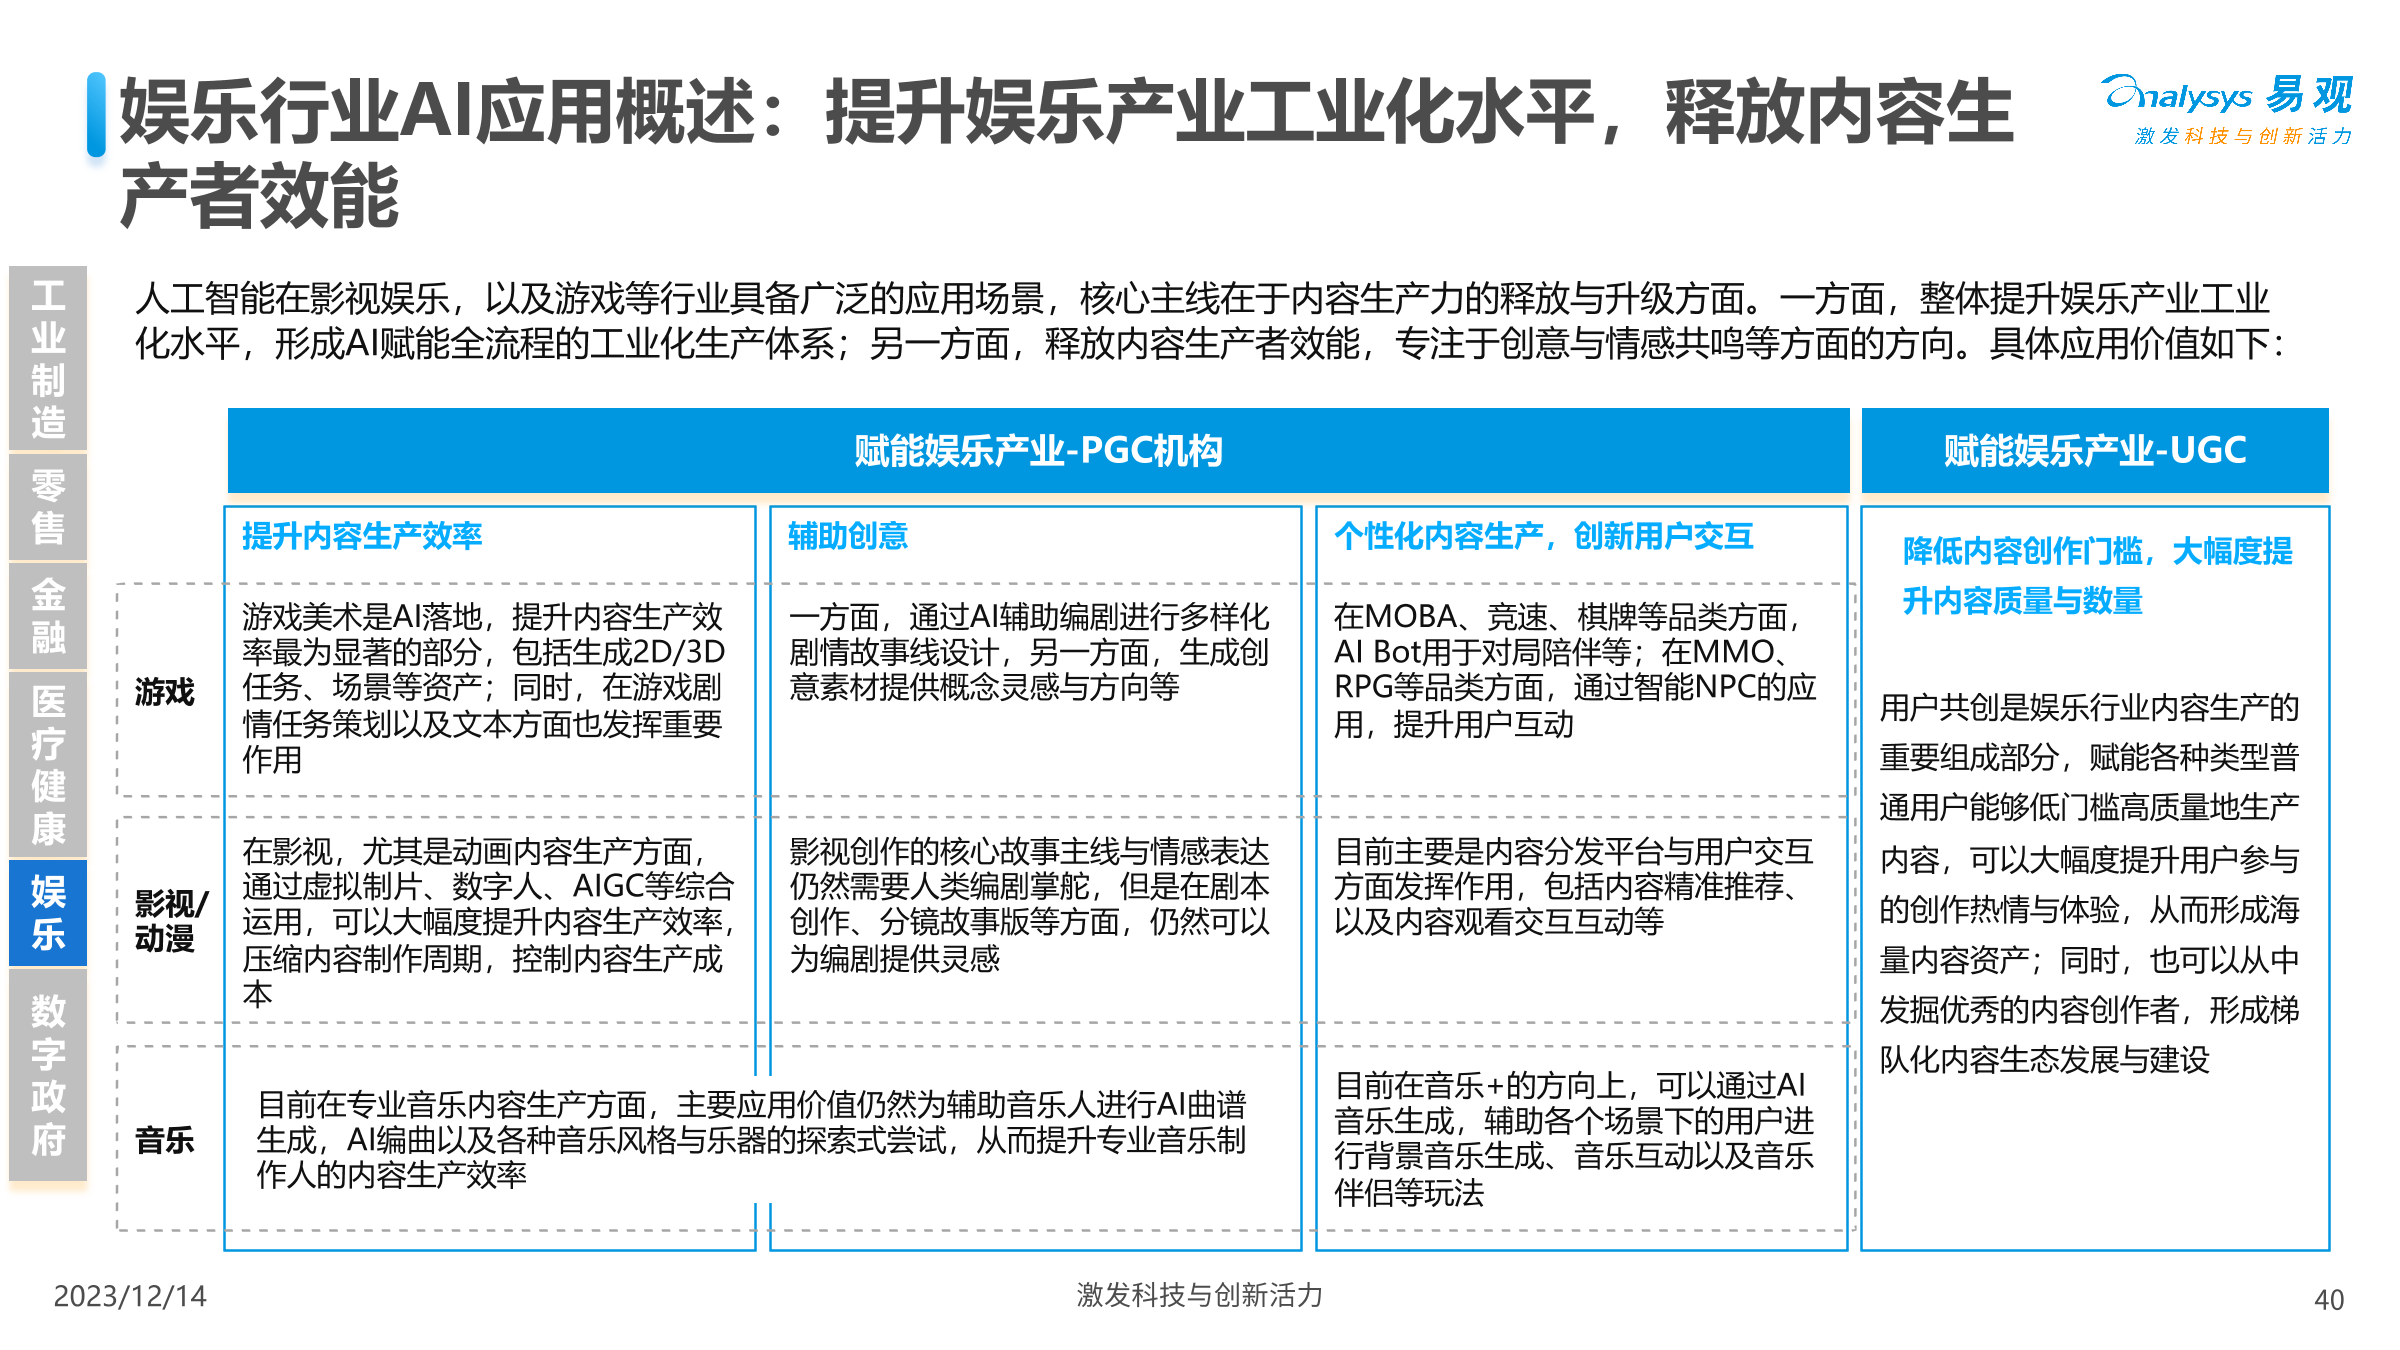 娱乐行业AI应用概述：提升娱乐产业工业化水平，释放内容生
产者效能
analysys 易观
激发科技与创新活力
人工智能在影视娱乐，以及游戏等行业具备广泛的应用场景，核心主线在于内容生产力的释放与升级方面。一方面，整体提升娱乐产业工业
化水平，形成AI赋能全流程的工业化生产体系；另一方面，释放内容生产者效能，专注于创意与情感共鸣等方面的方向。具体应用价值如下：
工业制造
零售
金融
医疗健康
娱乐
数字政府
赋能娱乐产业-PGC机构
赋能娱乐产业-UGC
提升内容生产效率
辅助创意
个性化内容生产，创新用户交互
游戏
游戏美术是AI落地，提升内容生产效
率最为显著的部分，包括生成2D/3D
任务、场景等资产；同时，在游戏剧
情任务策划以及文本方面也发挥重要
作用
一方面，通过AI辅助编剧进行多样化
剧情故事线设计，另一方面，生成创
意素材提供概念灵感与方向等
在MOBA、竞速、棋牌等品类方面，
AI Bot用于对局陪伴等；在MMO、
RPG等品类方面，通过智能NPC的应
用，提升用户互动
影视/
动漫
在影视，尤其是动画内容生产方面，
通过虚拟制片、数字人、AIGC等综合
运用，可以大幅度提升内容生产效率，
压缩内容制作周期，控制内容生产成
本
影视创作的核心故事主线与情感表达
仍然需要人类编剧掌舵，但是在剧本
创作、分镜故事版等方面，仍然可以
为编剧提供灵感
目前主要是内容分发平台与用户交互
方面发挥作用，包括内容精准推荐、
以及内容观看交互互动等
音乐
目前在专业音乐内容生产方面，主要应用价值仍然为辅助音乐人进行AI曲谱
生成，AI编曲以及各种音乐风格与乐器的探索式尝试，从而提升专业音乐制
作人的内容生产效率
目前在音乐+的方向上，可以通过AI
音乐生成，辅助各个场景下的用户进
行背景音乐生成、音乐互动以及音乐
伴侣等玩法
降低内容创作门槛，大幅度提
升内容质量与数量
用户共创是娱乐行业内容生产的
重要组成部分，赋能各种类型普
通用户能够低门槛高质量地生产
内容，可以大幅度提升用户参与
的创作热情与体验，从而形成海
量内容资产；同时，也可以从中
发掘优秀的内容创作者，形成梯
队化内容生态发展与建设
2023/12/14
激发科技与创新活力
40